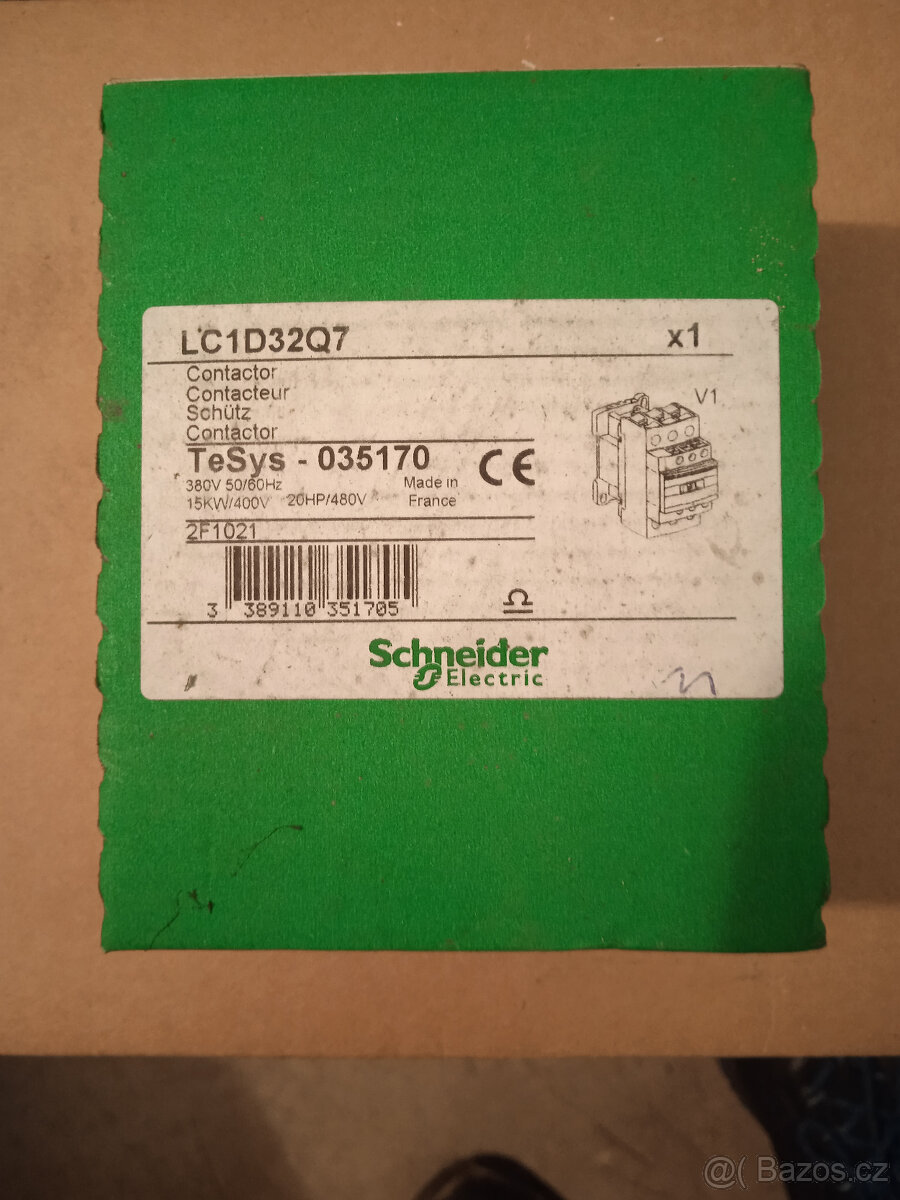 LC1D32Q7 x1
Contactor
Contacteur
Schütz
Contactor
V1
TeSys - 035170
380V 50/60Hz Made in
15KW/400V 20HP/480V France
CE
2F1021
3 389110 351705
Schneider
Electric
@( Bazos.cz